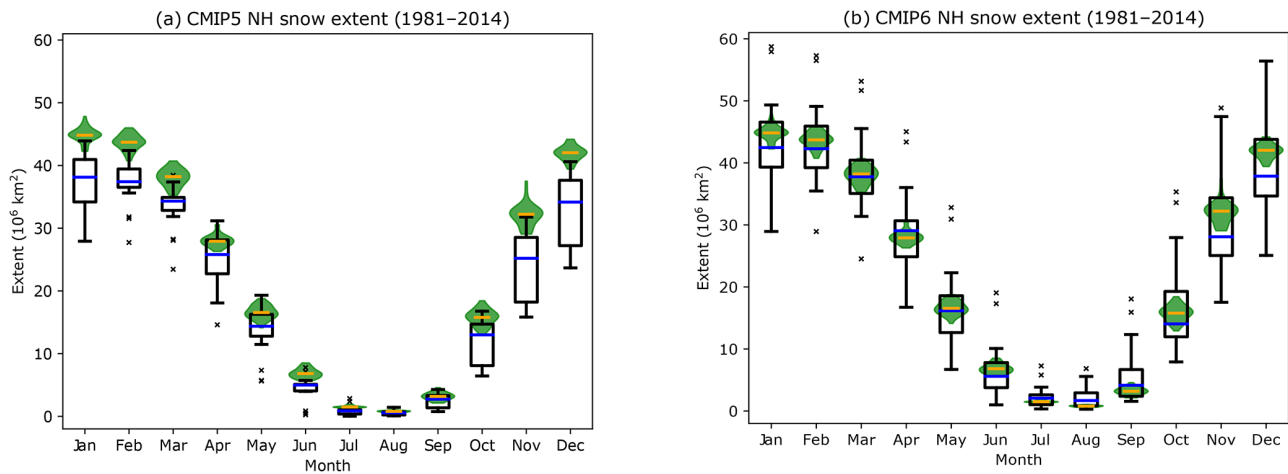 (a) CMIP5 NH snow extent (1981–2014)
60
50
40
30
20
10
0
Extent (10⁶ km²)
Jan Feb Mar Apr May Jun Jul Aug Sep Oct Nov Dec
Month
(b) CMIP6 NH snow extent (1981–2014)
60
50
40
30
20
10
0
Extent (10⁶ km²)
Jan Feb Mar Apr May Jun Jul Aug Sep Oct Nov Dec
Month